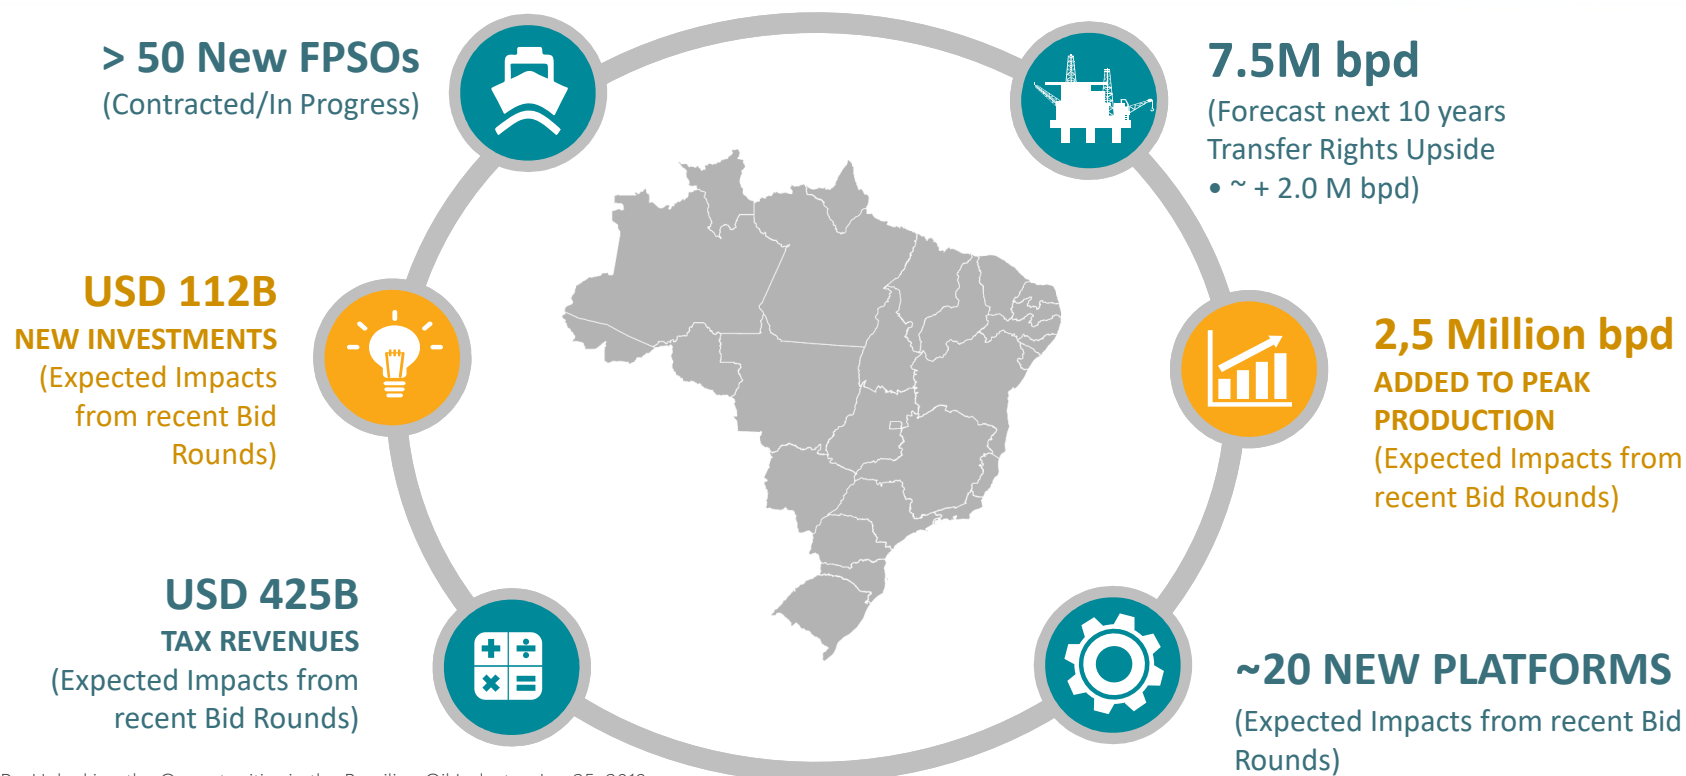 > 50 New FPSOs
(Contracted/In Progress)
7.5M bpd
(Forecast next 10 years
Transfer Rights Upside
• ~ + 2.0 M bpd)
USD 112B
NEW INVESTMENTS
(Expected Impacts
from recent Bid
Rounds)
2,5 Million bpd
ADDED TO PEAK
PRODUCTION
(Expected Impacts from
recent Bid Rounds)
USD 425B
TAX REVENUES
(Expected Impacts from
recent Bid Rounds)
~20 NEW PLATFORMS
(Expected Impacts from recent Bid
Rounds)